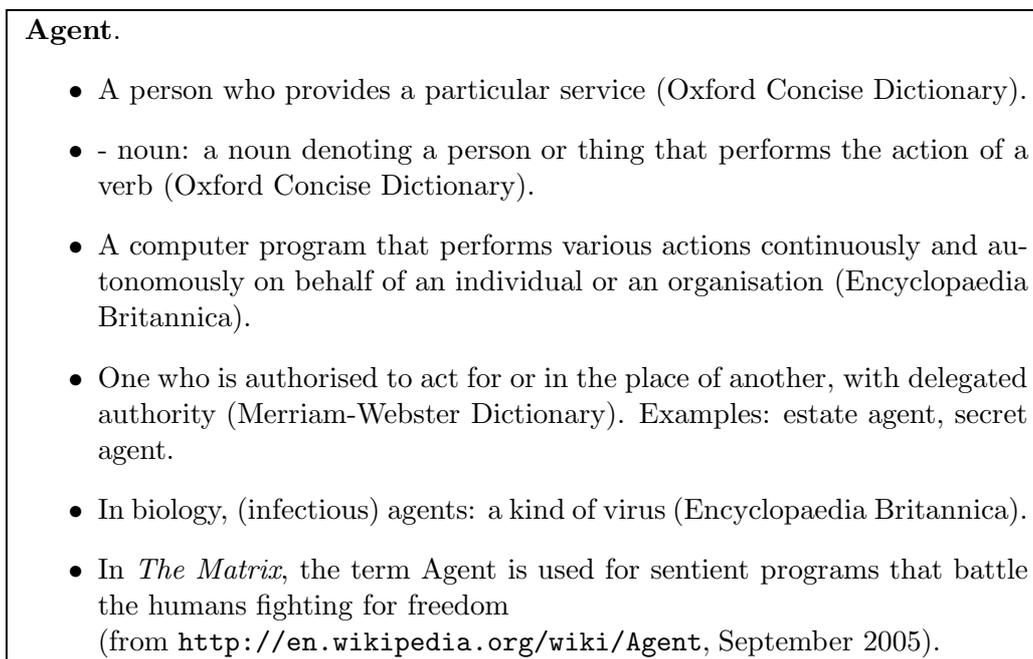 Agent.
• A person who provides a particular service (Oxford Concise Dictionary).
• - noun: a noun denoting a person or thing that performs the action of a
verb (Oxford Concise Dictionary).
• A computer program that performs various actions continuously and au-
tonomously on behalf of an individual or an organisation (Encyclopaedia
Britannica).
• One who is authorised to act for or in the place of another, with delegated
authority (Merriam-Webster Dictionary). Examples: estate agent, secret
agent.
• In biology, (infectious) agents: a kind of virus (Encyclopaedia Britannica).
• In The Matrix, the term Agent is used for sentient programs that battle
the humans fighting for freedom
(from http://en.wikipedia.org/wiki/Agent, September 2005).